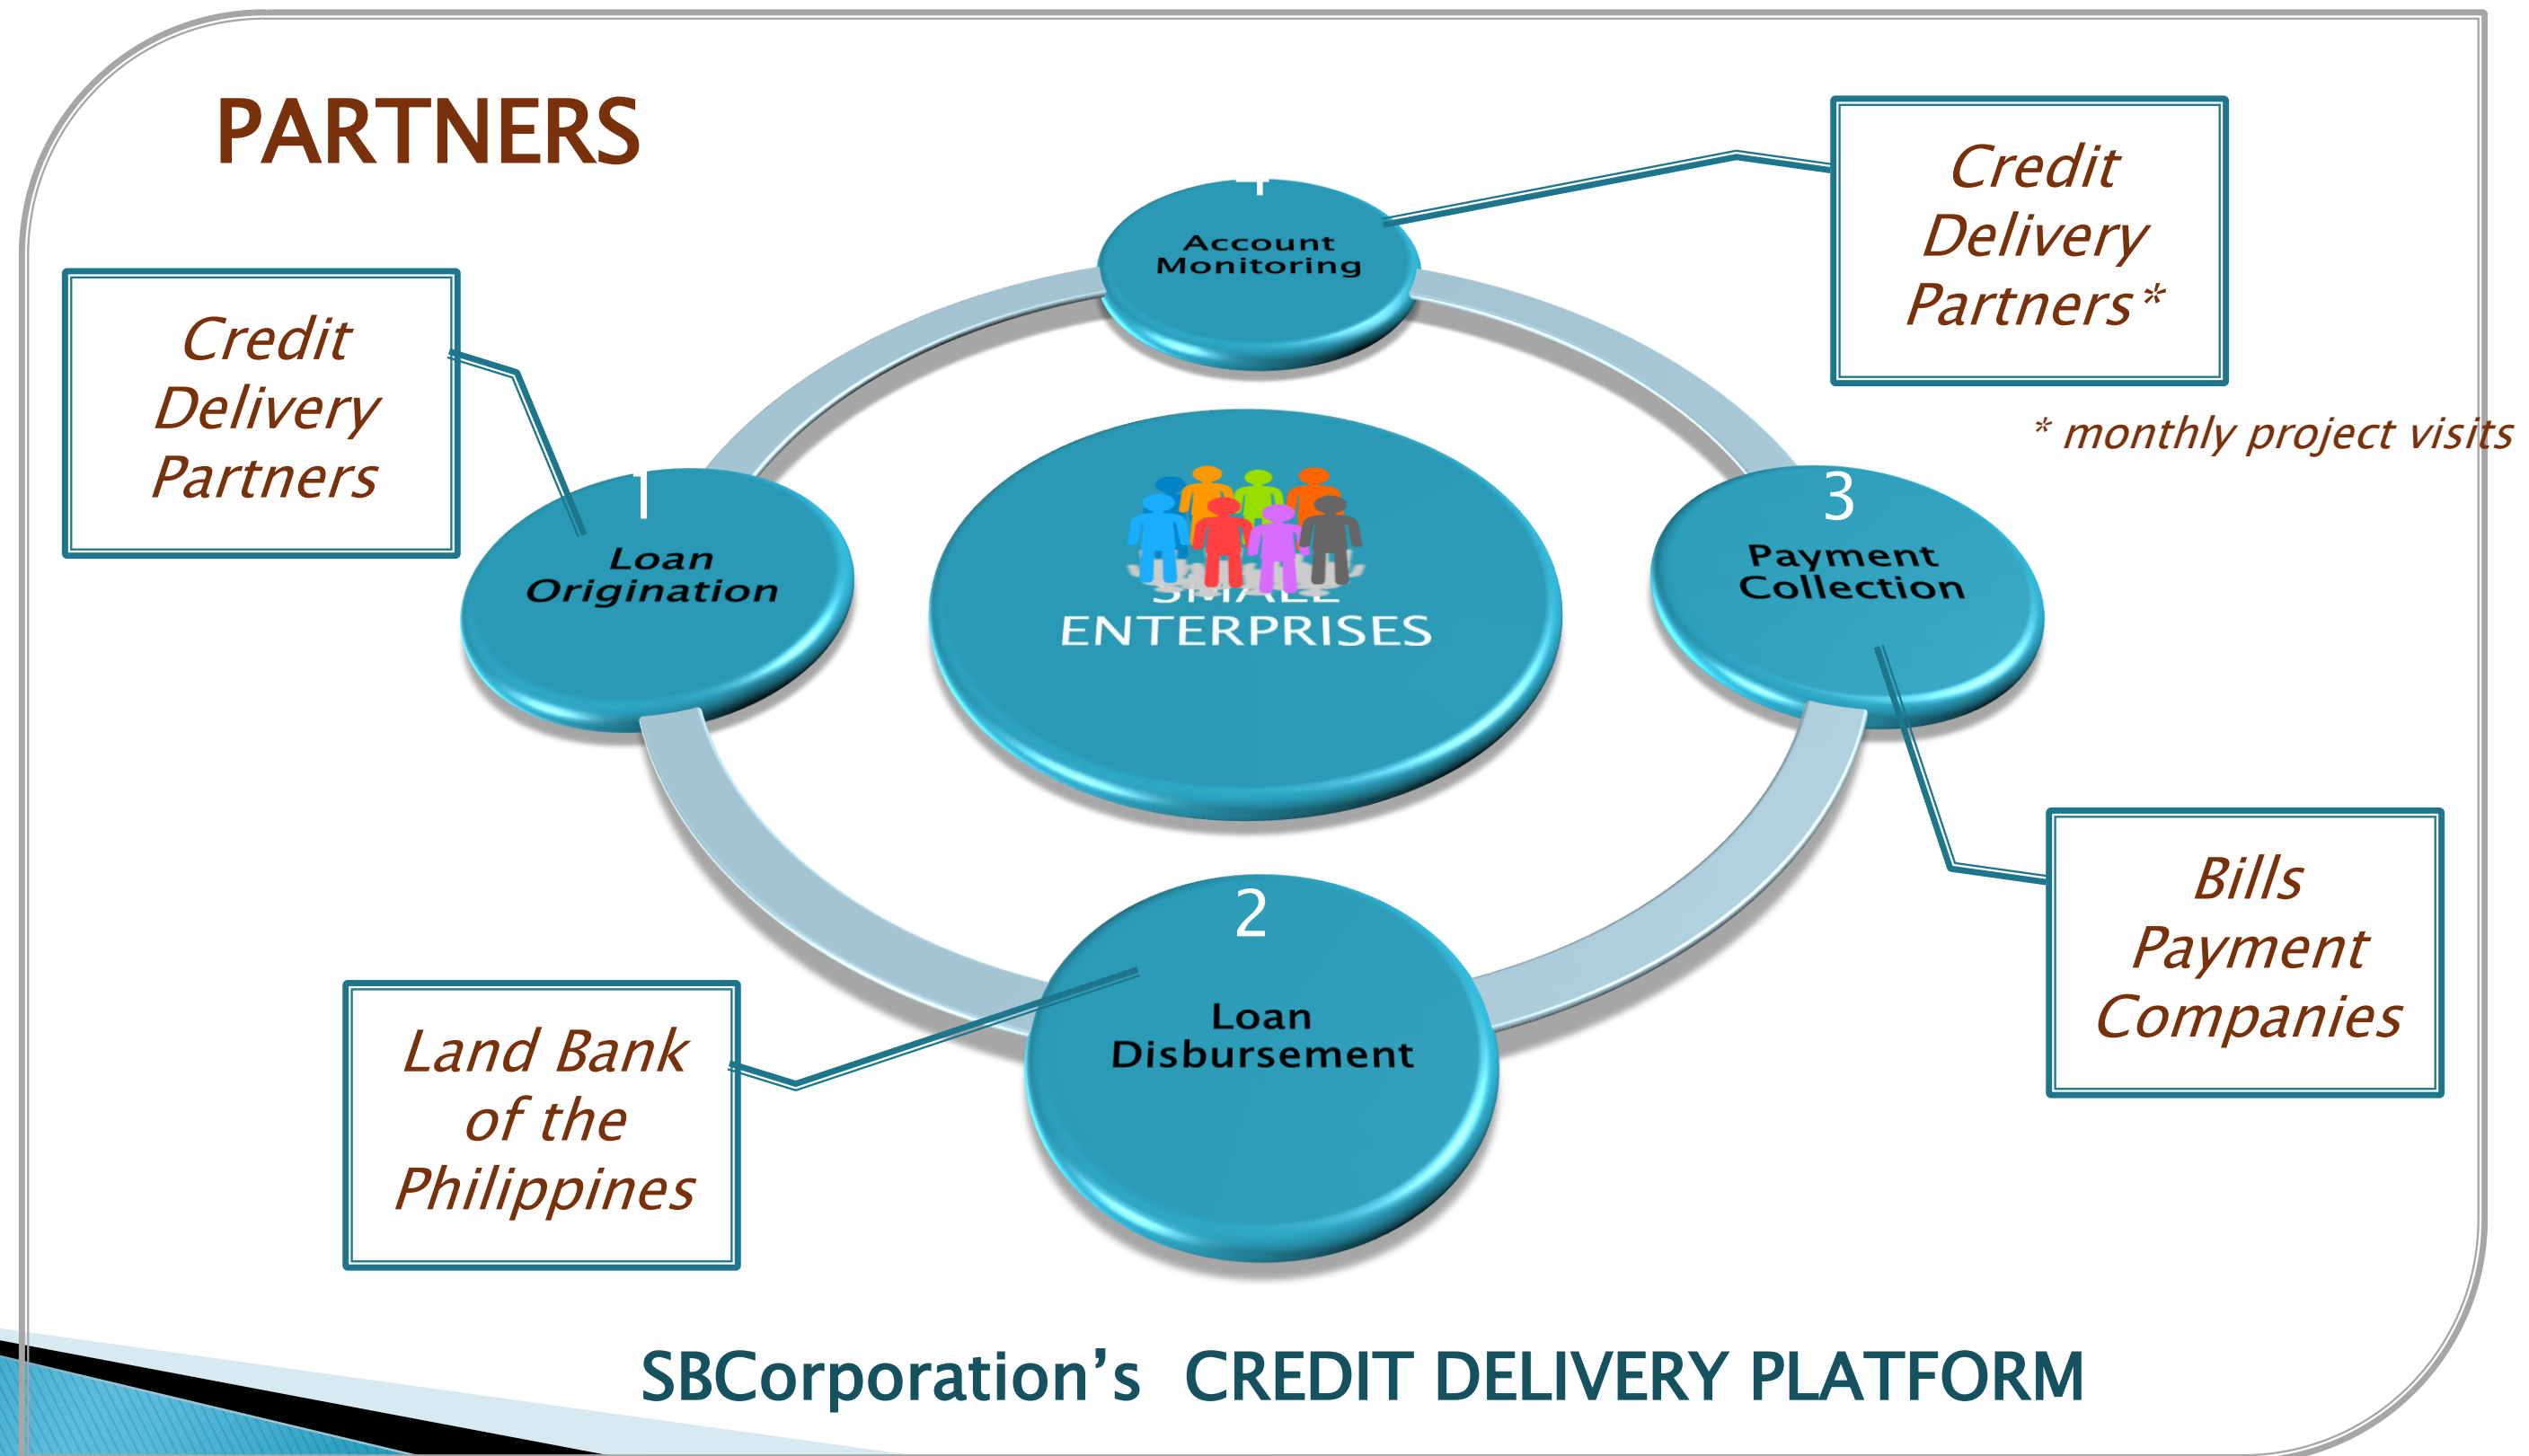 PARTNERS
Credit
Delivery
Partners
1
Loan
Origination
Account
Monitoring
Credit
Delivery
Partners*
* monthly project visits
3
Payment
Collection
SMALL
ENTERPRISES
2
Loan
Disbursement
Land Bank
of the
Philippines
Bills
Payment
Companies
SBCorporation’s CREDIT DELIVERY PLATFORM